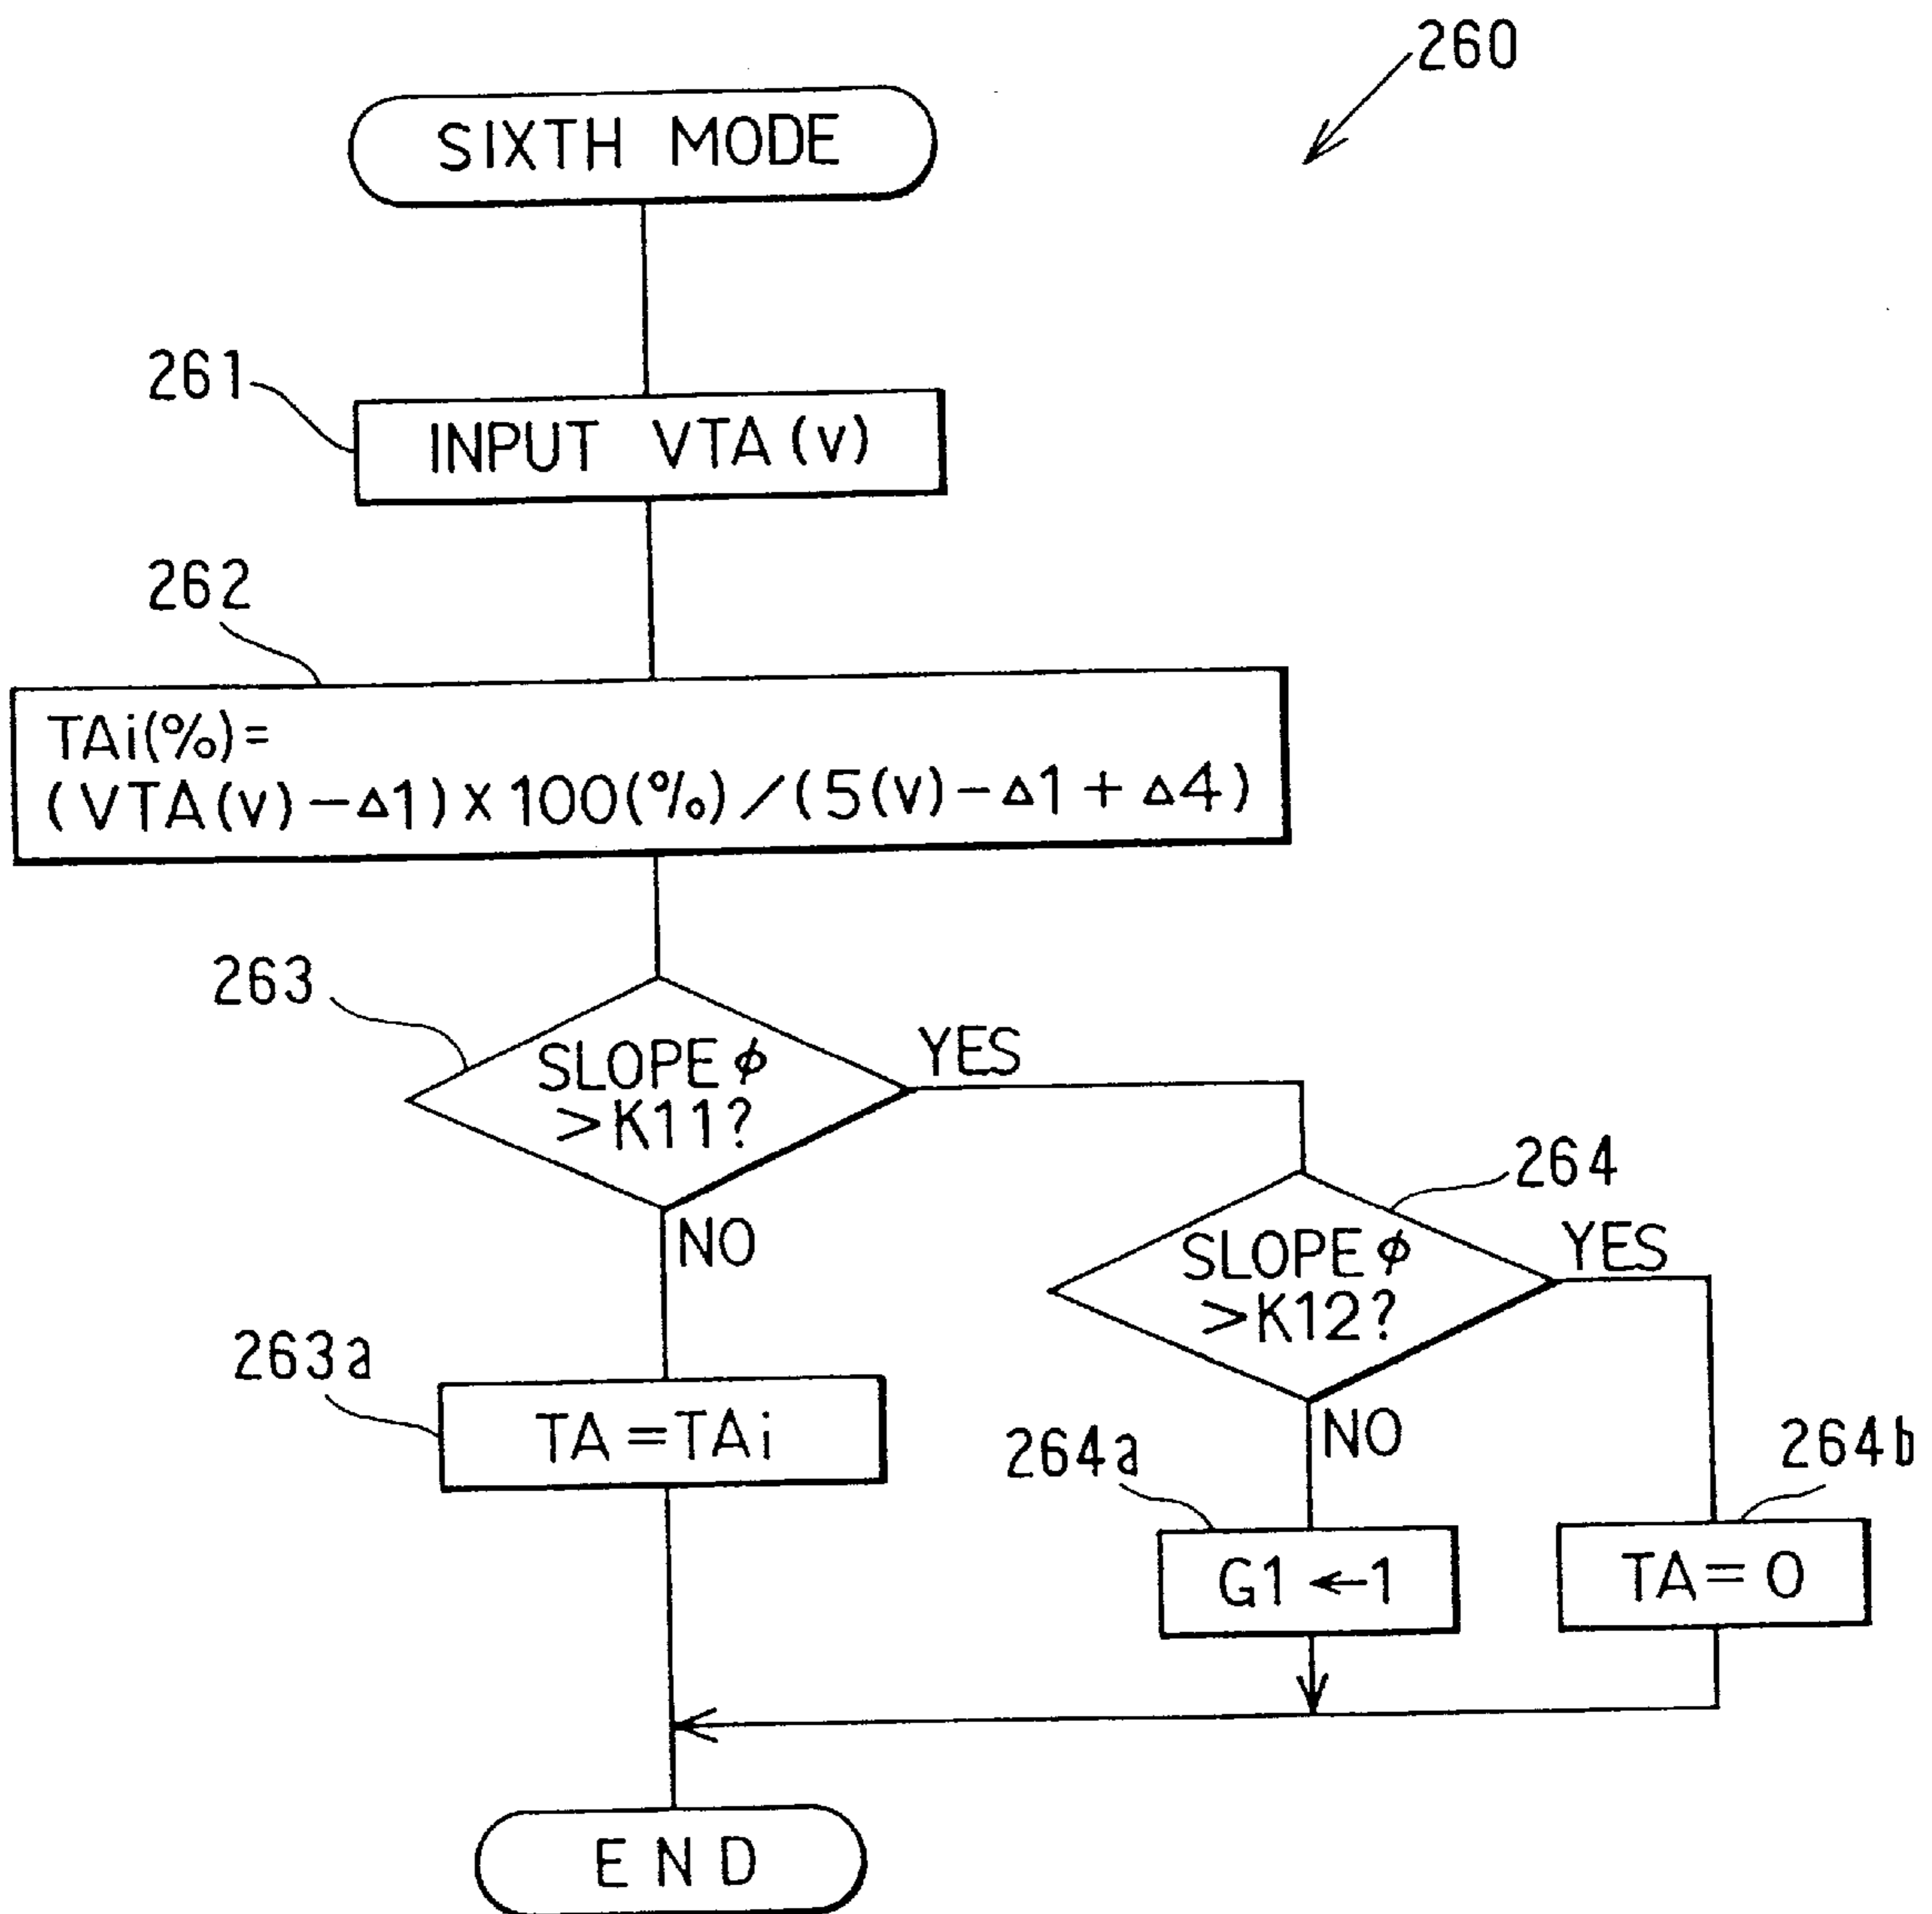 260
SIXTH MODE
261
INPUT VTA(v)
262
TAi(%)=
(VTA(v)-Δ1)x100(%)/(5(v)-Δ1+Δ4)
263
SLOPE ϕ
>K11?
YES
NO
264
SLOPE ϕ
>K12?
YES
NO
263a
TA=TAi
264a
G1←1
264b
TA=0
END